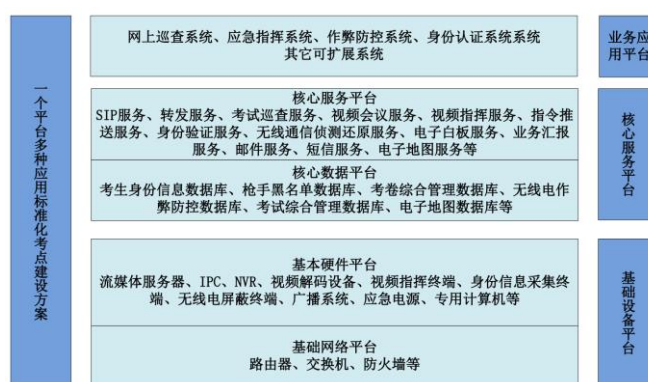 一个平台多种应用标准化考点建设方案
网上巡查系统、应急指挥系统、作弊防控系统、身份认证系统系统
其它可扩展系统
业务应
用平台
核心服务平台
SIP服务、转发服务、考试巡查服务、视频会议服务、视频指挥服务、指令推
送服务、身份验证服务、无线通信侦测还原服务、电子白板服务、业务汇报
服务、邮件服务、短信服务、电子地图服务等
核心数据平台
考生身份信息数据库、枪手黑名单数据库、考卷综合管理数据库、无线电作
弊防控数据库、考试综合管理数据库、电子地图数据库等
核心服务平台
基本硬件平台
流媒体服务器、IPC、NVR、视频解码设备、视频指挥终端、身份信息采集终
端、无线电屏蔽终端、广播系统、应急电源、专用计算机等
基础网络平台
路由器、交换机、防火墙等
基础设备平台